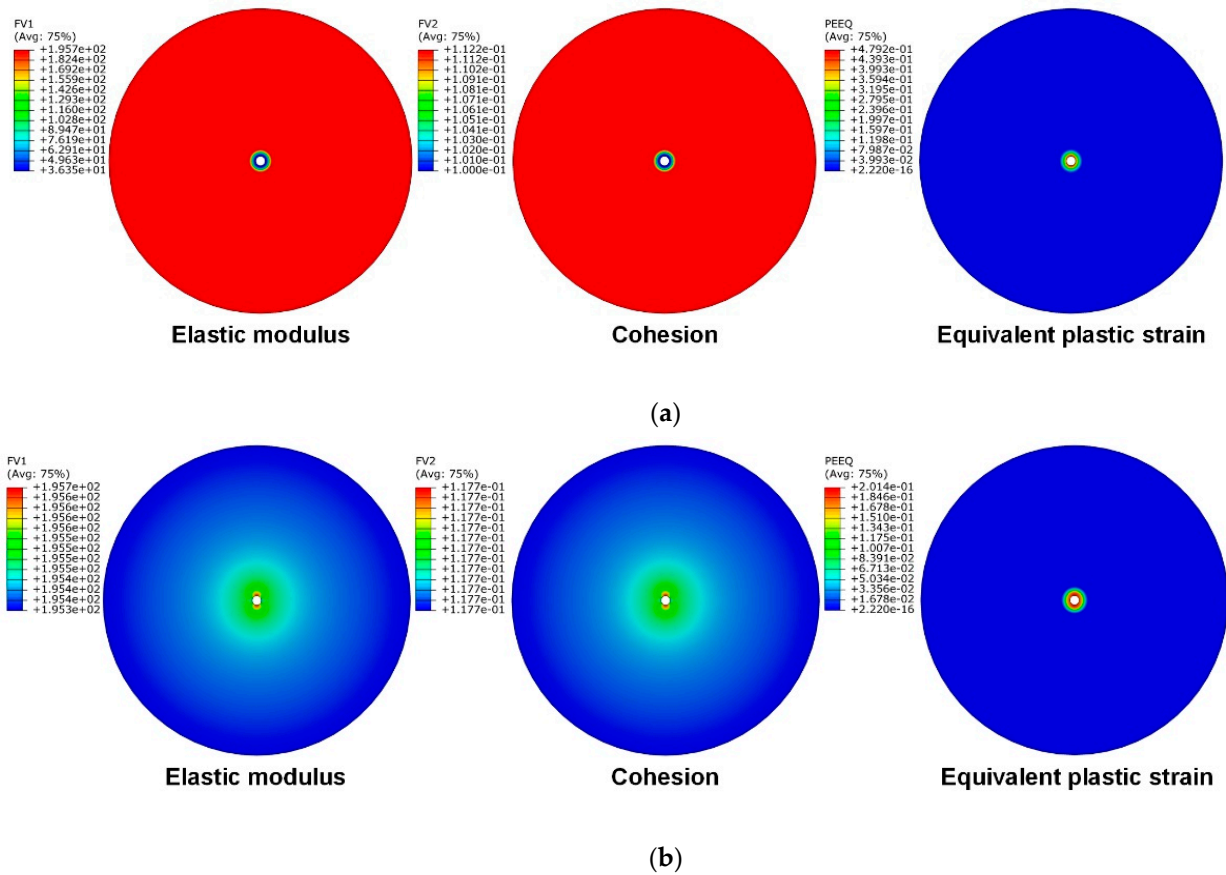 FV1
(Avg: 75%)
+1.957e+02
+1.824e+02
+1.692e+02
+1.559e+02
+1.426e+02
+1.293e+02
+1.160e+02
+1.028e+02
+8.947e+01
+7.619e+01
+6.291e+01
+4.963e+01
+3.635e+01
Elastic modulus
FV2
(Avg: 75%)
+1.122e-01
+1.112e-01
+1.102e-01
+1.091e-01
+1.081e-01
+1.071e-01
+1.061e-01
+1.051e-01
+1.041e-01
+1.030e-01
+1.020e-01
+1.010e-01
+1.000e-01
Cohesion
PEEQ
(Avg: 75%)
+4.792e-01
+4.393e-01
+3.993e-01
+3.594e-01
+3.195e-01
+2.795e-01
+2.396e-01
+1.997e-01
+1.597e-01
+1.198e-01
+7.987e-02
+3.993e-02
+2.220e-16
Equivalent plastic strain
(a)
FV1
(Avg: 75%)
+1.957e+02
+1.956e+02
+1.956e+02
+1.956e+02
+1.956e+02
+1.955e+02
+1.955e+02
+1.955e+02
+1.954e+02
+1.954e+02
+1.954e+02
+1.953e+02
Elastic modulus
FV2
(Avg: 75%)
+1.177e-01
+1.177e-01
+1.177e-01
+1.177e-01
+1.177e-01
+1.177e-01
+1.177e-01
+1.177e-01
+1.177e-01
+1.177e-01
+1.177e-01
+1.177e-01
+1.177e-01
Cohesion
PEEQ
(Avg: 75%)
+2.014e-01
+1.846e-01
+1.678e-01
+1.510e-01
+1.343e-01
+1.175e-01
+1.007e-01
+8.391e-02
+6.713e-02
+5.034e-02
+3.356e-02
+1.678e-02
+2.220e-16
Equivalent plastic strain
(b)